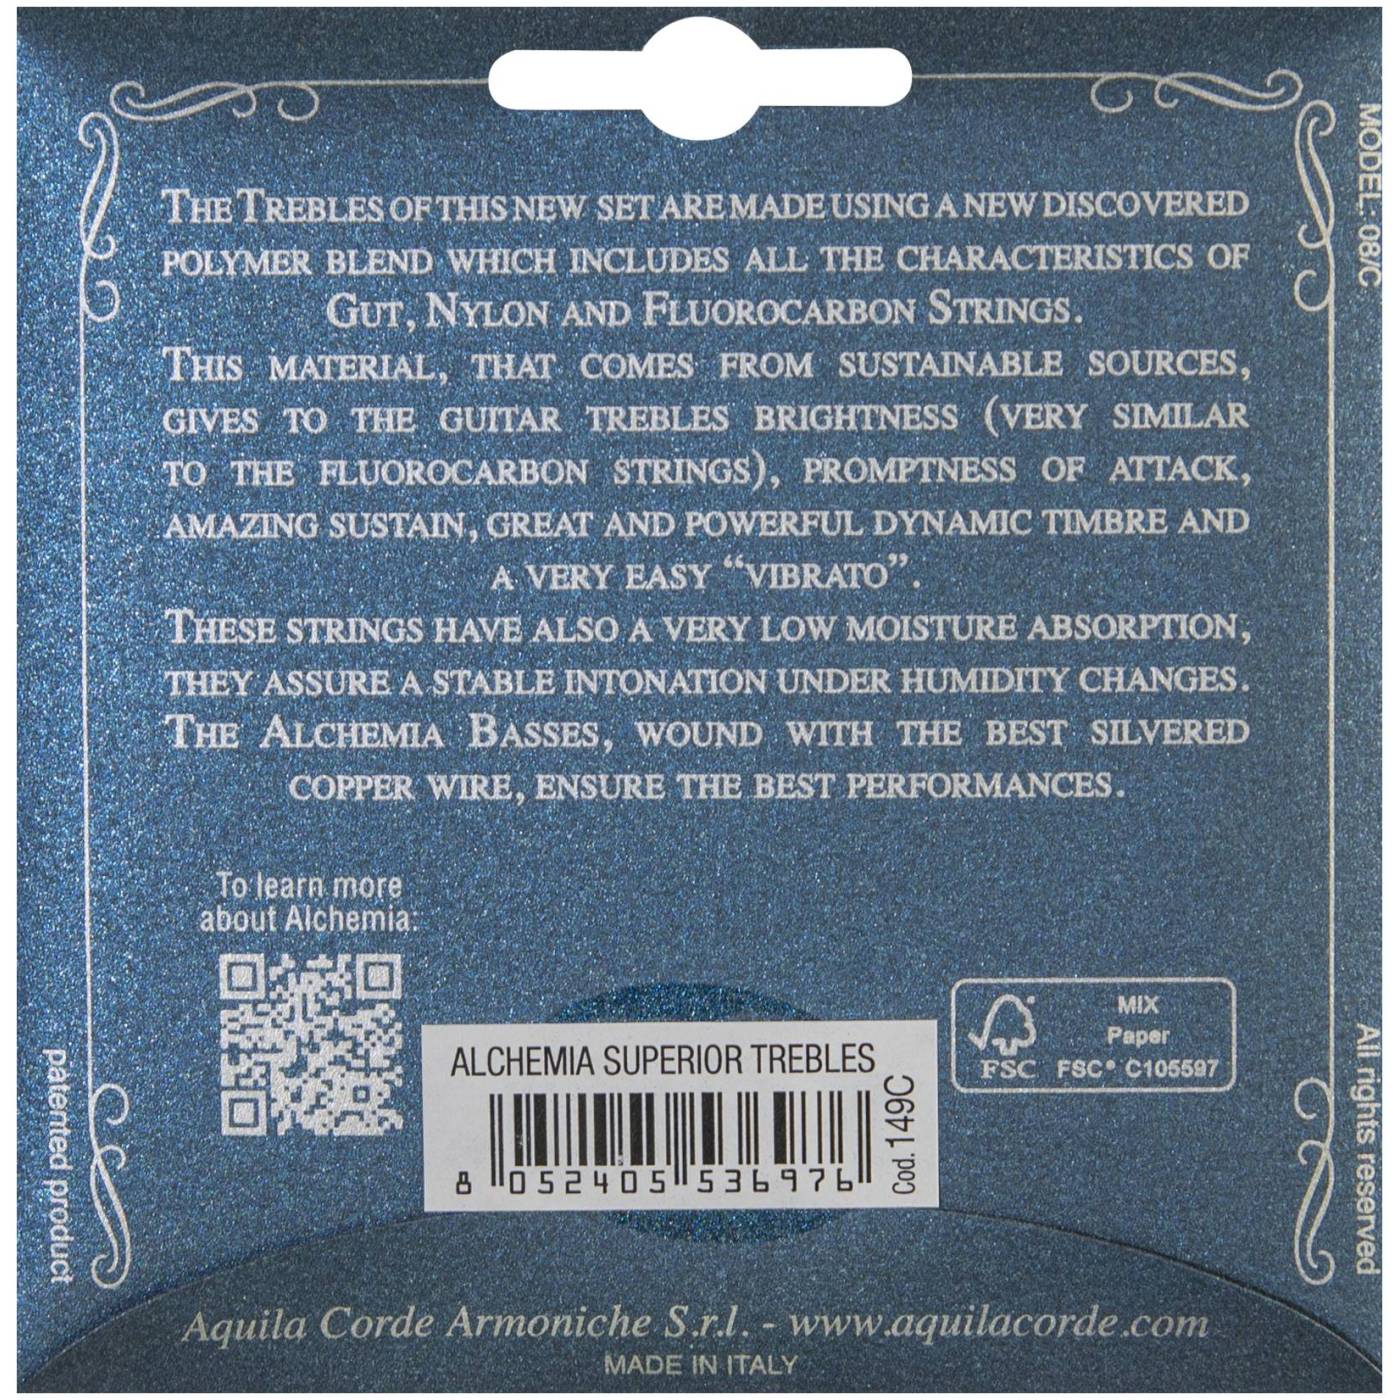 THE TREBLES OF THIS NEW SET ARE MADE USING A NEW DISCOVERED
POLYMER BLEND WHICH INCLUDES ALL THE CHARACTERISTICS OF
GUT, NYLON AND FLUOROCARBON STRINGS.
THIS MATERIAL, THAT COMES FROM SUSTAINABLE SOURCES,
GIVES TO THE GUITAR TREBLES BRIGHTNESS (VERY SIMILAR
TO THE FLUOROCARBON STRINGS), PROMPTNESS OF ATTACK,
AMAZING SUSTAIN, GREAT AND POWERFUL DYNAMIC TIMBRE AND
A VERY EASY “VIBRATO”.
THESE STRINGS HAVE ALSO A VERY LOW MOISTURE ABSORPTION,
THEY ASSURE A STABLE INTONATION UNDER HUMIDITY CHANGES.
THE ALCHEMIA BASSES, WOUND WITH THE BEST SILVERED
COPPER WIRE, ENSURE THE BEST PERFORMANCES.
MODEL: 08/C
To learn more
about Alchemia:
ALCHEMIA SUPERIOR TREBLES
8 052405 536976
Cod. 149C
FSC
MIX
Paper
FSC® C105597
patented product
All rights reserved
Aquila Corde Armoniche S.r.l. - www.aquilacorde.com
MADE IN ITALY